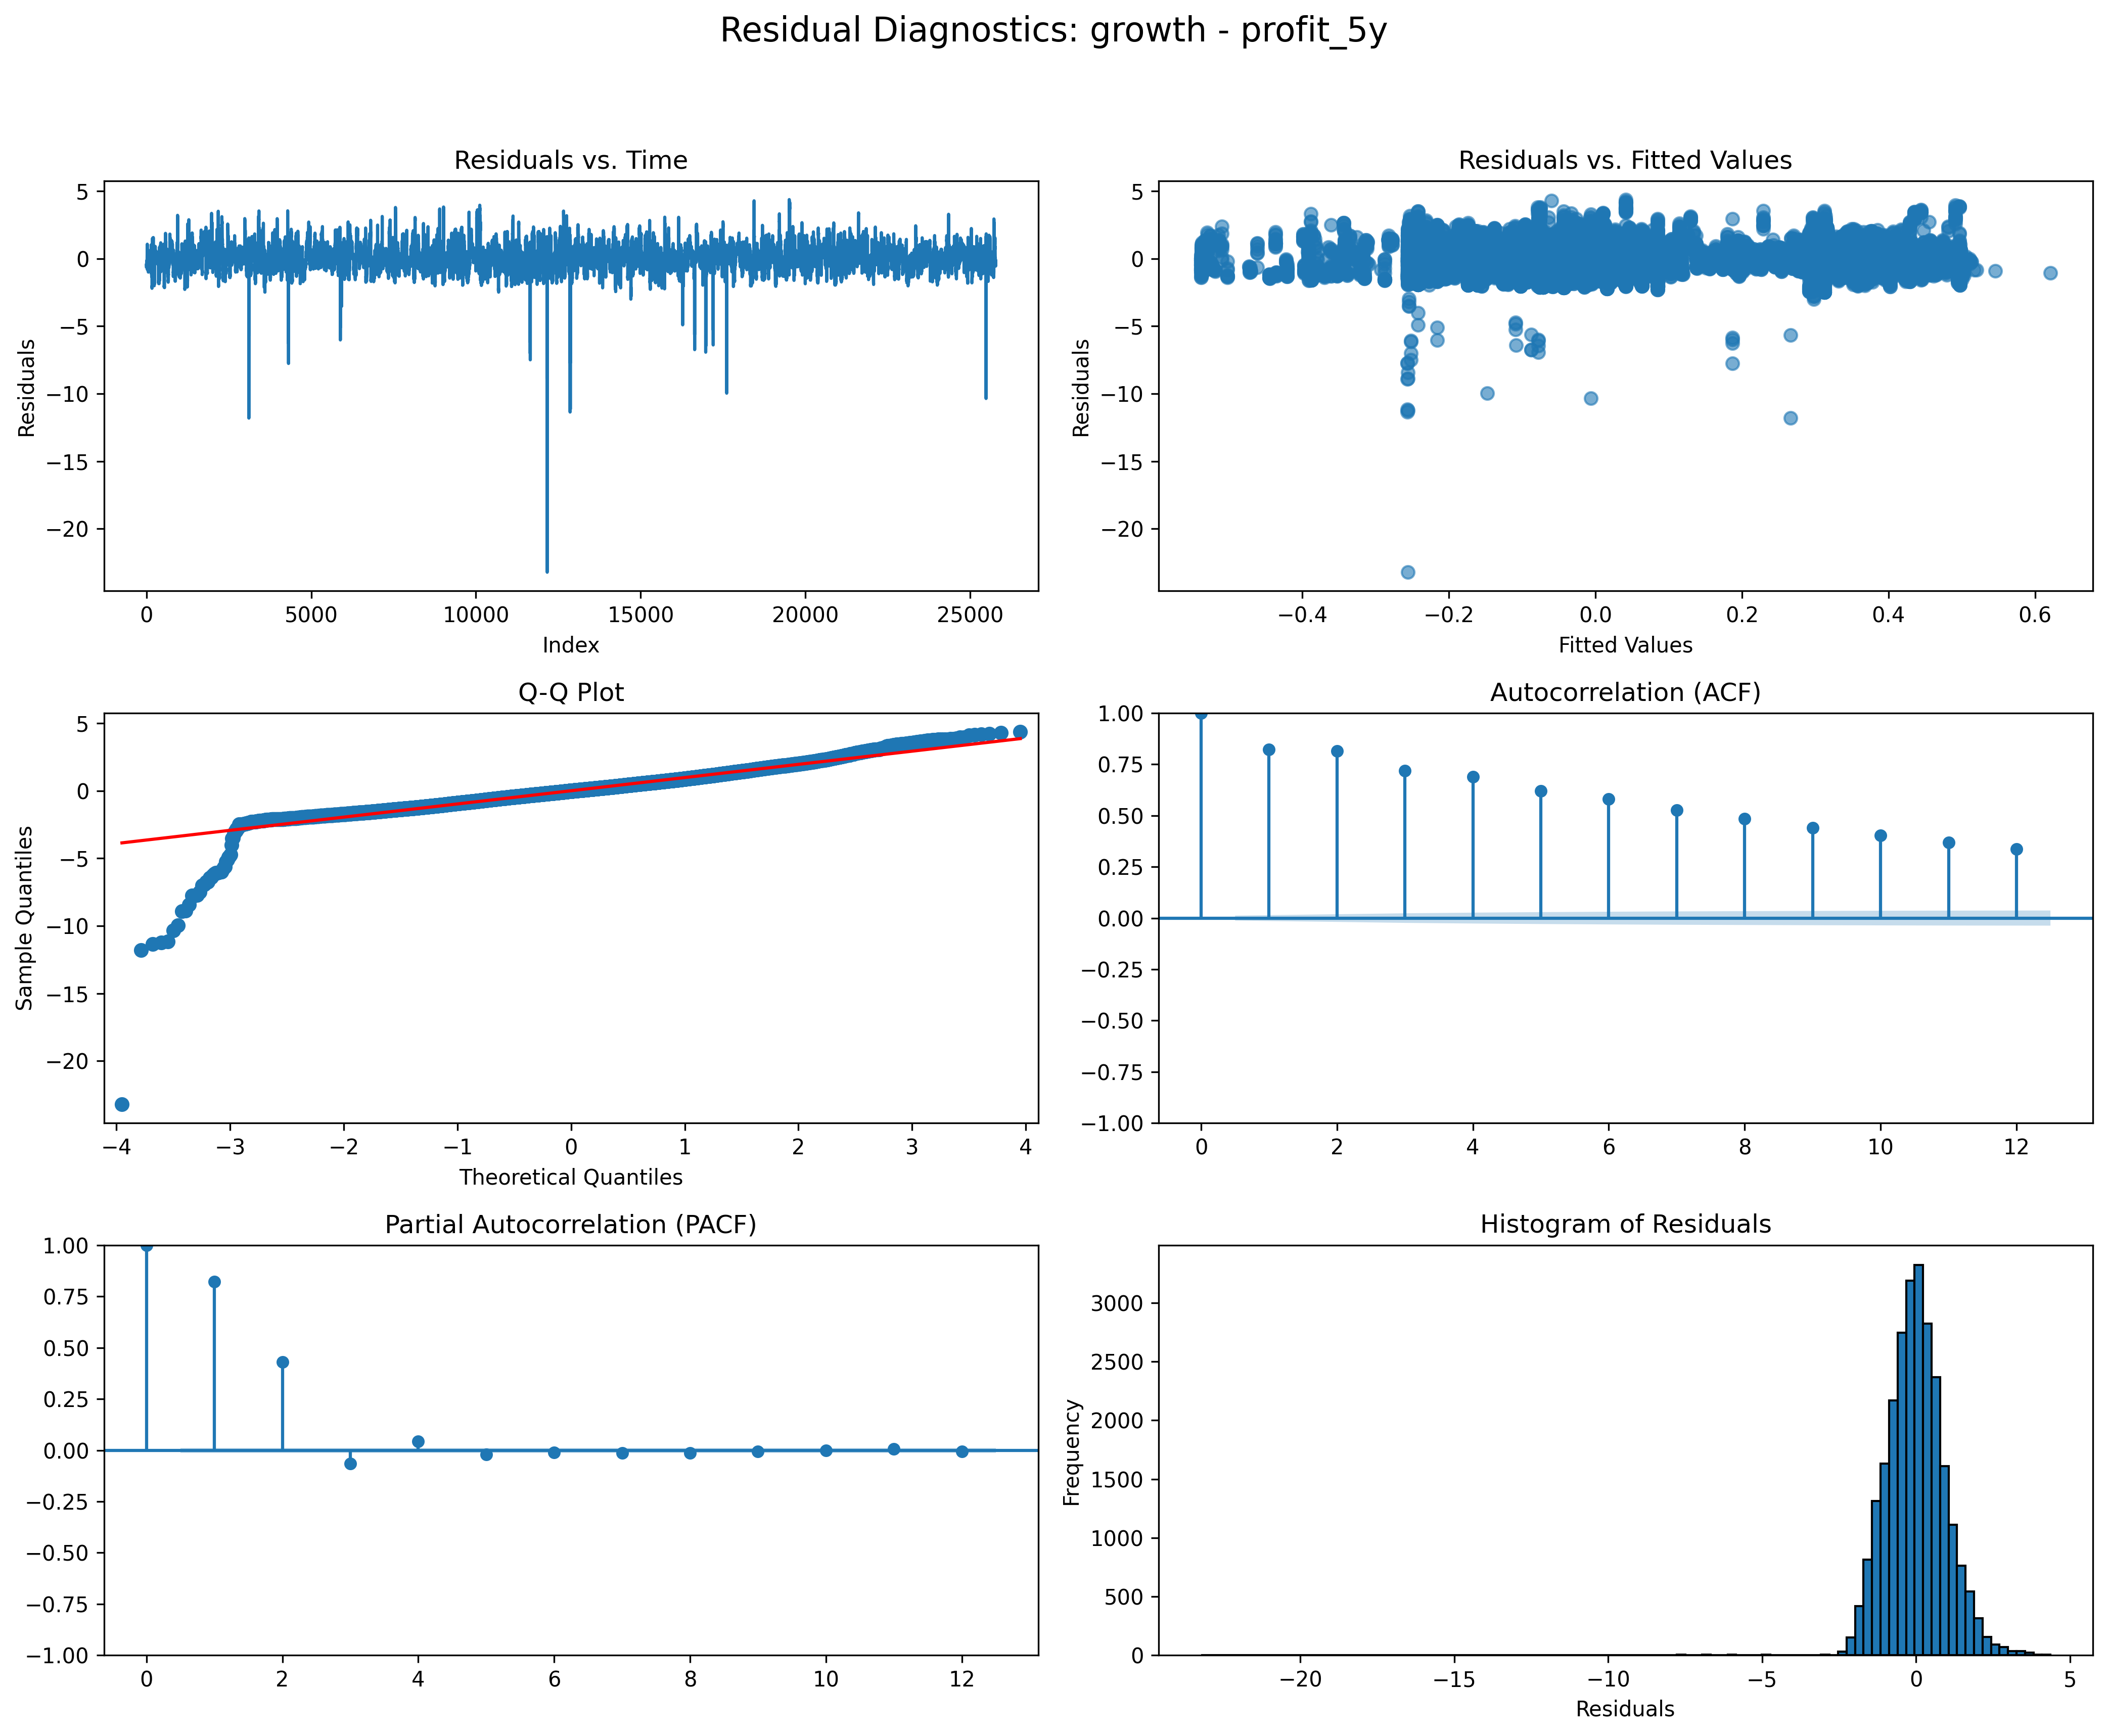 Residual Diagnostics: growth - profit_5y
Residuals vs. Time
5
0
−5
−10
−15
−20
Residuals
0 5000 10000 15000 20000 25000
Index
Residuals vs. Fitted Values
5
0
−5
−10
−15
−20
Residuals
−0.4 −0.2 0.0 0.2 0.4 0.6
Fitted Values
Q-Q Plot
5
0
−5
−10
−15
−20
Sample Quantiles
−4 −3 −2 −1 0 1 2 3 4
Theoretical Quantiles
Autocorrelation (ACF)
1.00
0.75
0.50
0.25
0.00
−0.25
−0.50
−0.75
−1.00
0 2 4 6 8 10 12
Partial Autocorrelation (PACF)
1.00
0.75
0.50
0.25
0.00
−0.25
−0.50
−0.75
−1.00
0 2 4 6 8 10 12
Histogram of Residuals
3000
2500
2000
1500
1000
500
0
Frequency
−20 −15 −10 −5 0 5
Residuals